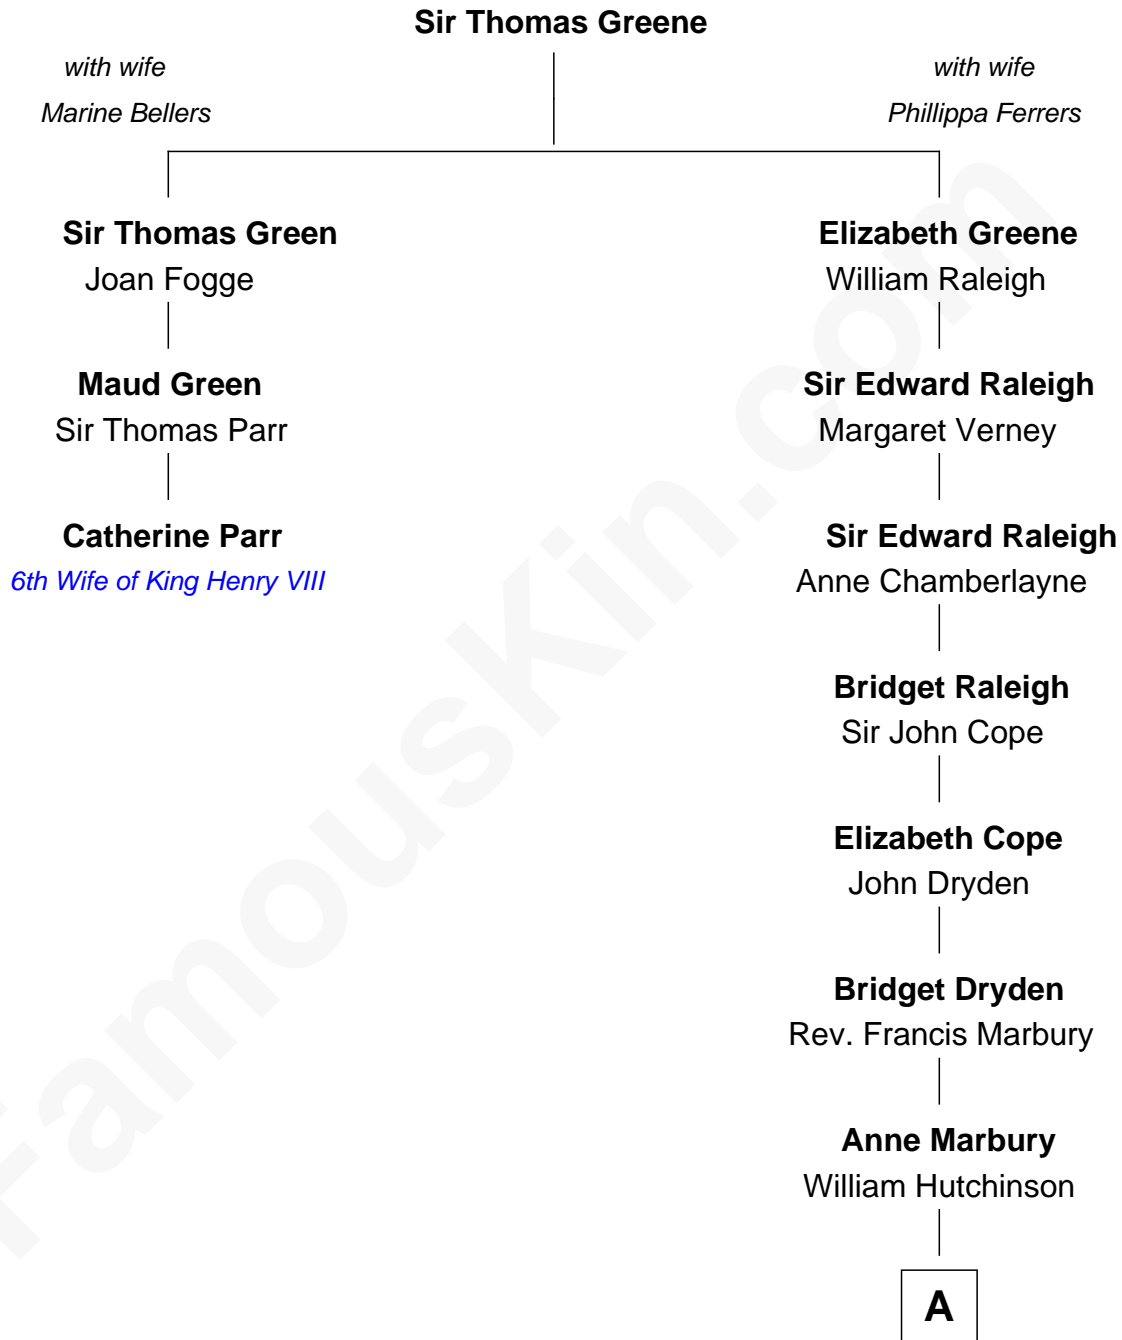 Sir Thomas Greene
with wife
Marine Bellers
with wife
Phillippa Ferrers
Sir Thomas Green
Joan Fogge
Elizabeth Greene
William Raleigh
Maud Green
Sir Thomas Parr
Sir Edward Raleigh
Margaret Verney
Catherine Parr
6th Wife of King Henry VIII
Sir Edward Raleigh
Anne Chamberlayne
Bridget Raleigh
Sir John Cope
Elizabeth Cope
John Dryden
Bridget Dryden
Rev. Francis Marbury
Anne Marbury
William Hutchinson
A
FamousKin.com